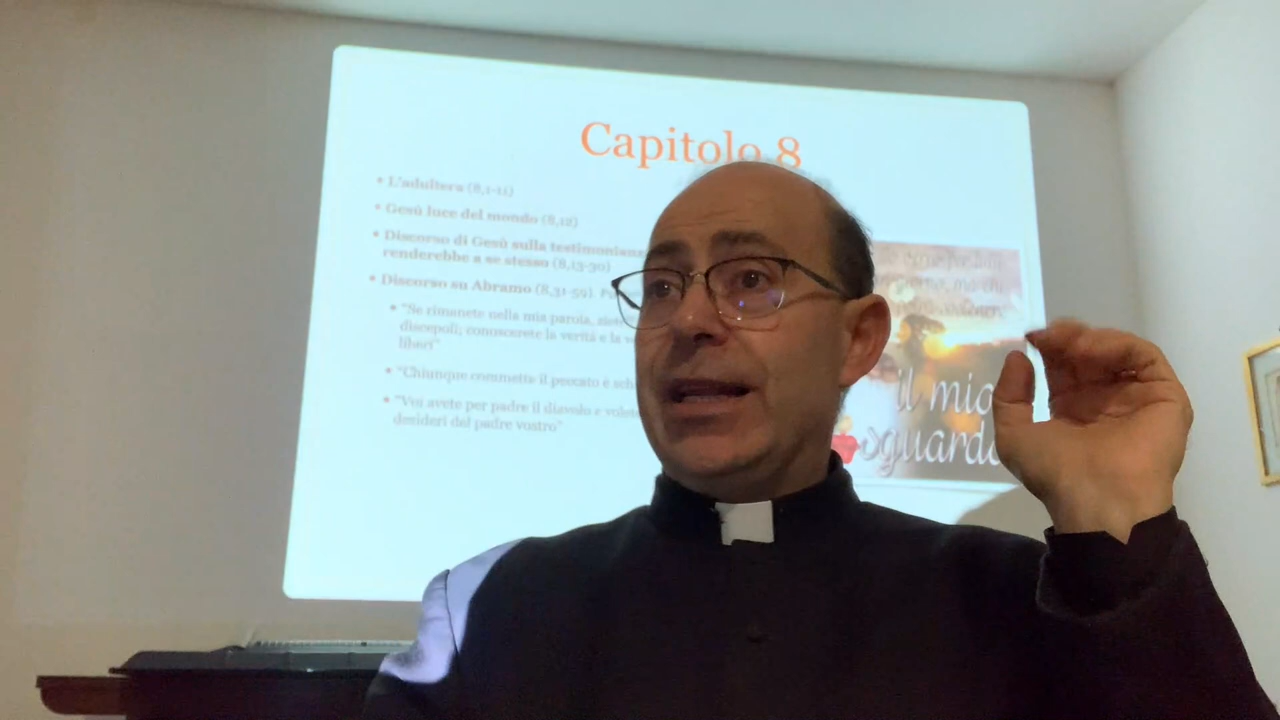 Capitolo 8
• L'adultera (8,1-11)
• Gesù luce del mondo (8,12)
• Discorso di Gesù sulla testimonianza
renderebbe a se stesso (8,13-30)
• Discorso su Abramo (8,31-59).
• "Se rimanete nella mia parola,
discepoli; conoscerete la verità e la
liberi"
• "Chiunque commette il peccato è
• "Voi avete per padre il diavolo e
desideri del padre vostro"
ma chi
il mio
sguardo